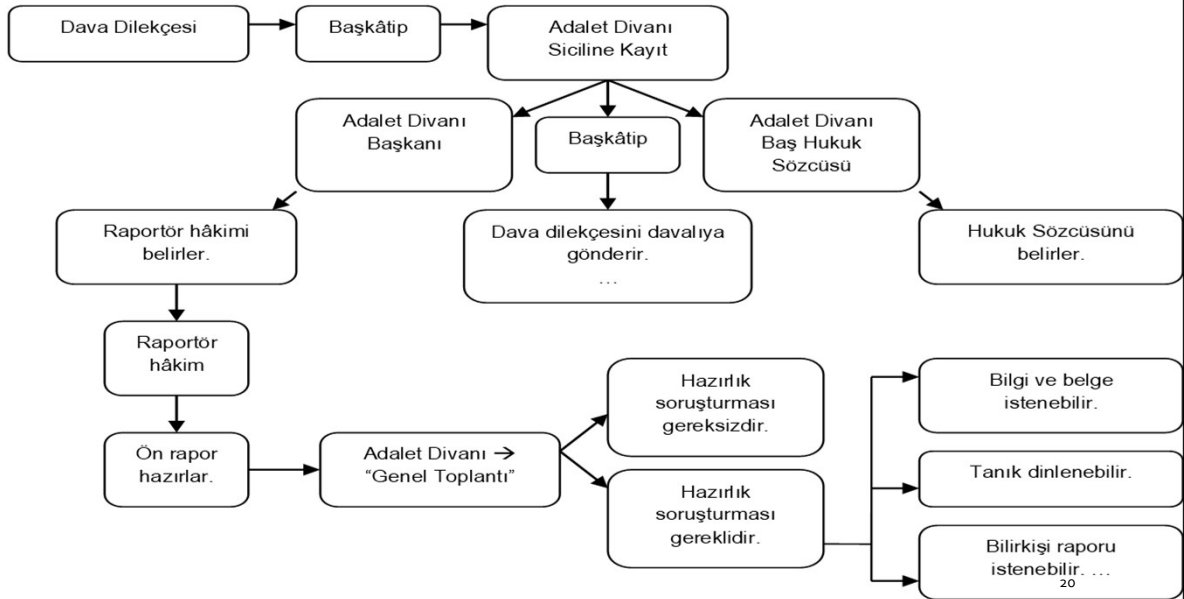 Dava Dilekçesi
Başkâtip
Adalet Divanı
Siciline Kayıt
Adalet Divanı
Başkanı
Başkâtip
Adalet Divanı
Baş Hukuk
Sözcüsü
Raportör hâkimi
belirler.
Dava dilekçesini davalıya
gönderir.
…
Hukuk Sözcüsünü
belirler.
Raportör
hâkim
Ön rapor
hazırlar.
Adalet Divanı →
“Genel Toplantı”
Hazırlık
soruşturması
gereksizdir.
Hazırlık
soruşturması
gereklidir.
Bilgi ve belge
istenebilir.
Tanık dinlenebilir.
Bilirkişi raporu
istenebilir. …
20